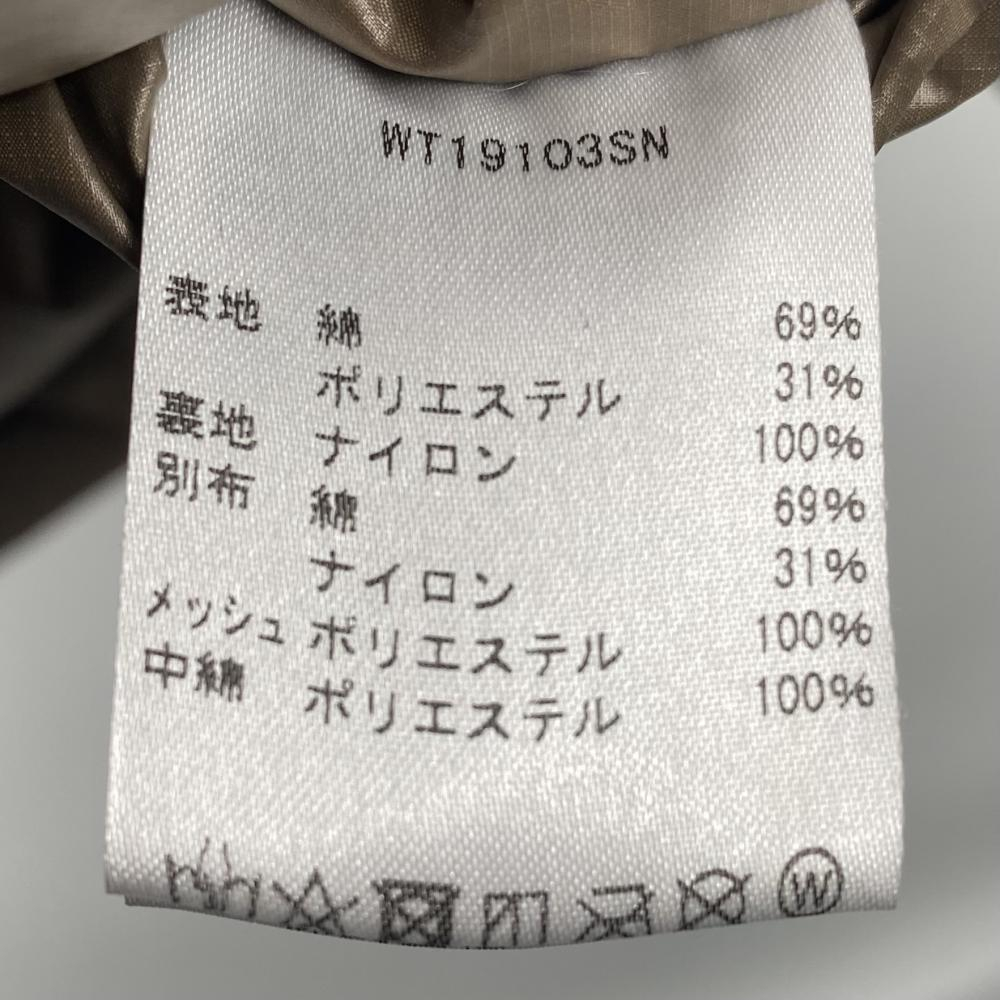 WT19103SN
表地 綿 69%
ポリエステル 31%
裏地 ナイロン 100%
別布 綿 69%
ナイロン 31%
メッシュ ポリエステル 100%
中綿 ポリエステル 100%
W